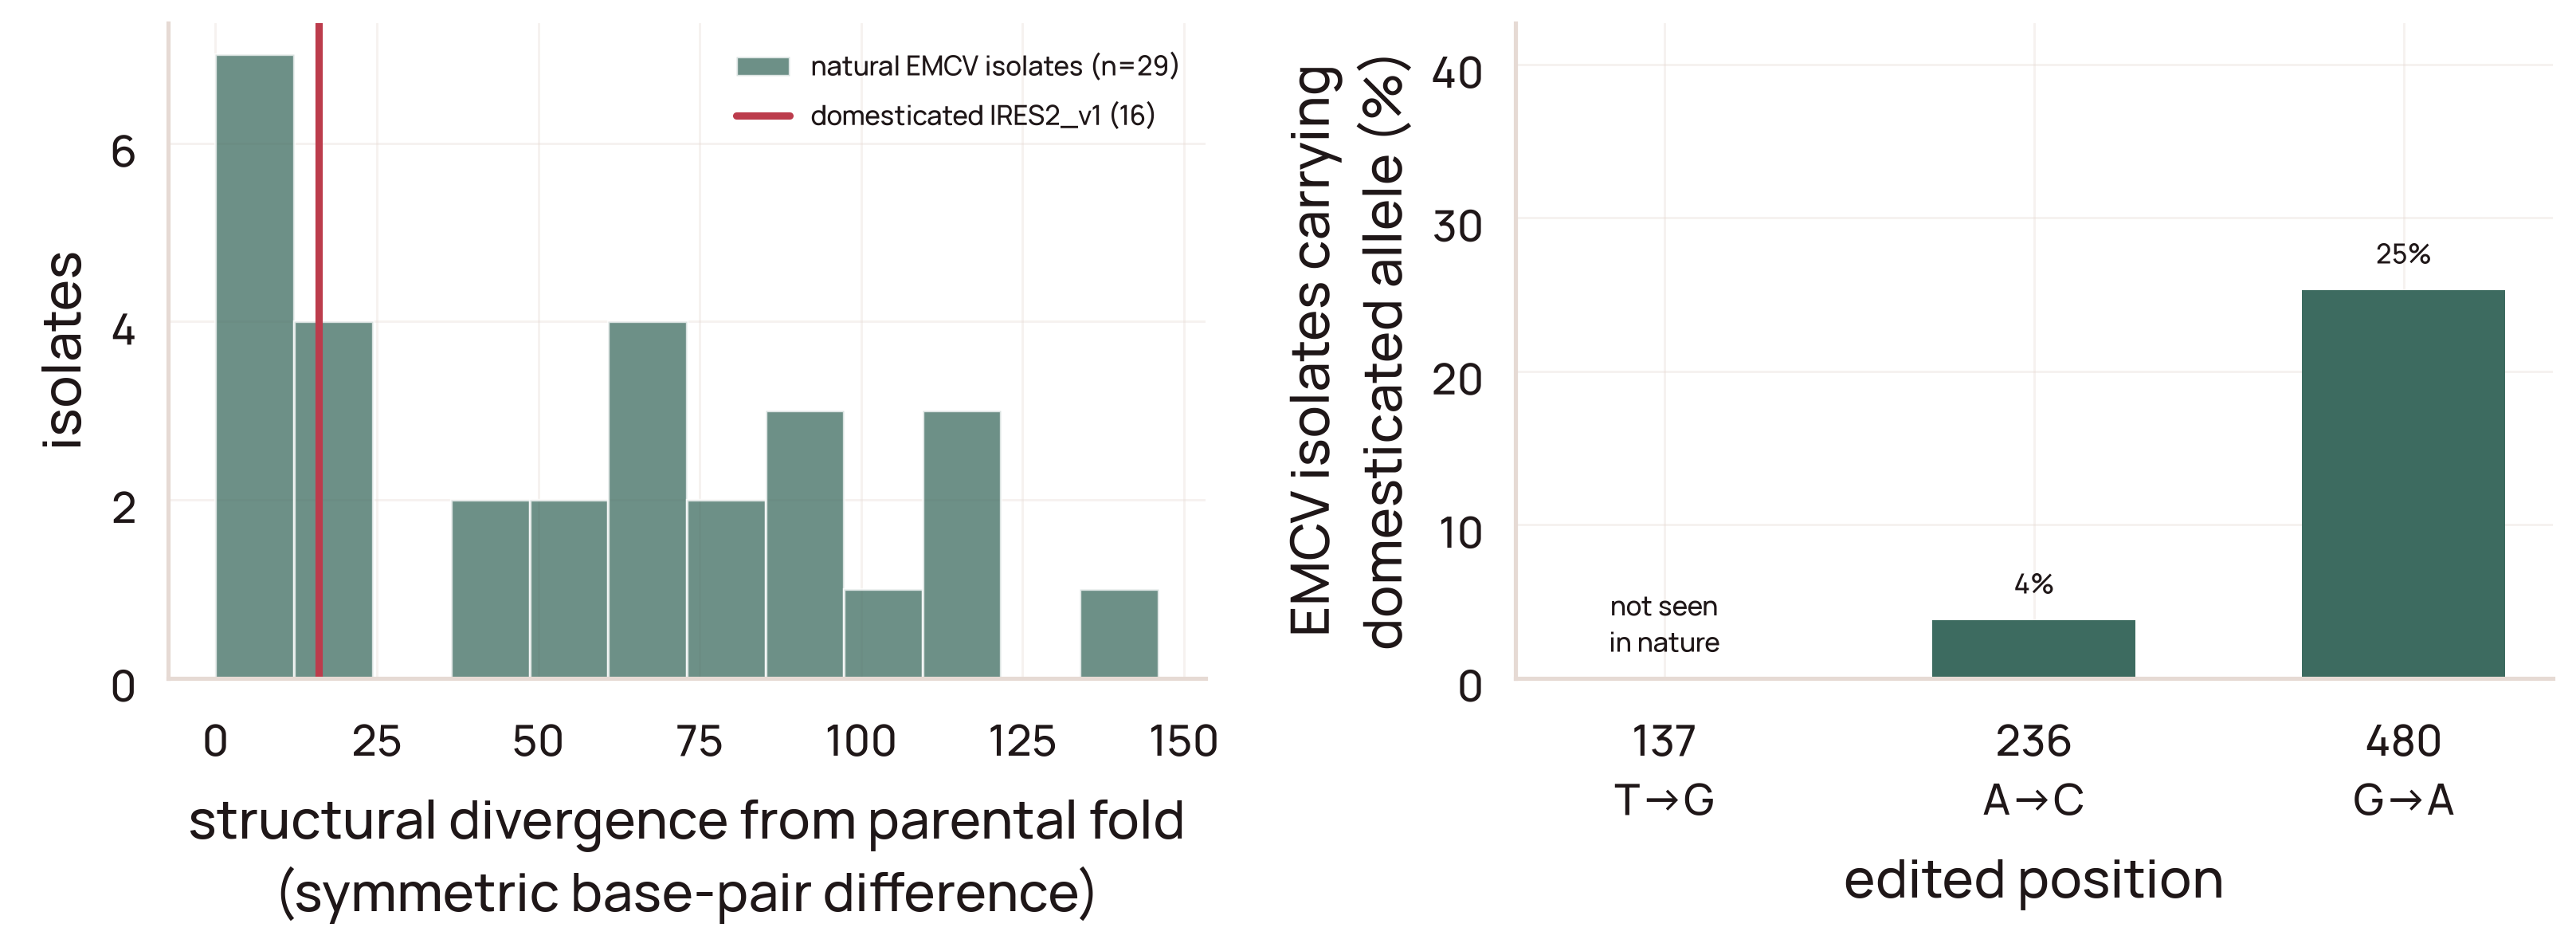 natural EMCV isolates (n=29)
domesticated IRES2_v1 (16)
isolates
6
4
2
0
0 25 50 75 100 125 150
structural divergence from parental fold
(symmetric base-pair difference)
EMCV isolates carrying
domesticated allele (%)
40
30
20
10
0
not seen
in nature
4%
25%
137 236 480
T→G A→C G→A
edited position